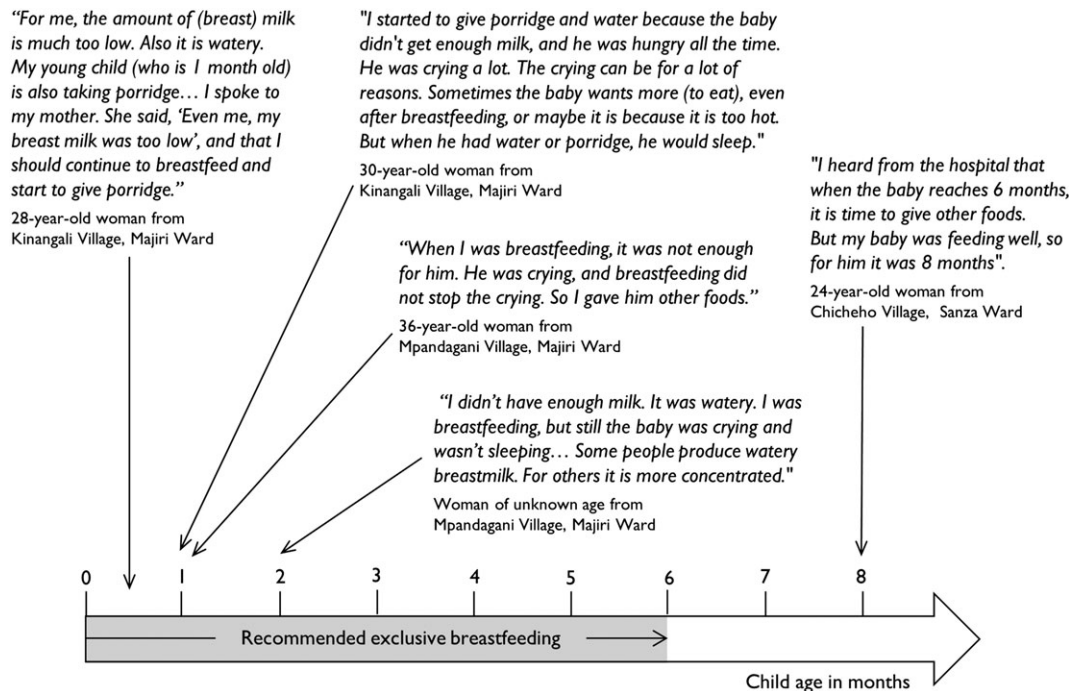 “For me, the amount of (breast) milk
is much too low. Also it is watery.
My young child (who is 1 month old)
is also taking porridge… I spoke to
my mother. She said, ‘Even me, my
breast milk was too low’, and that I
should continue to breastfeed and
start to give porridge.”
28-year-old woman from
Kinangali Village, Majiri Ward
"I started to give porridge and water because the baby
didn't get enough milk, and he was hungry all the time.
He was crying a lot. The crying can be for a lot of
reasons. Sometimes the baby wants more (to eat), even
after breastfeeding, or maybe it is because it is too hot.
But when he had water or porridge, he would sleep."
30-year-old woman from
Kinangali Village, Majiri Ward
“When I was breastfeeding, it was not enough
for him. He was crying, and breastfeeding did
not stop the crying. So I gave him other foods.”
36-year-old woman from
Mpandagani Village, Majiri Ward
“I didn’t have enough milk. It was watery. I was
breastfeeding, but still the baby was crying and
wasn’t sleeping… Some people produce watery
breastmilk. For others it is more concentrated."
Woman of unknown age from
Mpandagani Village, Majiri Ward
"I heard from the hospital that
when the baby reaches 6 months,
it is time to give other foods.
But my baby was feeding well, so
for him it was 8 months".
24-year-old woman from
Chicheho Village, Sanza Ward
0 1 2 3 4 5 6 7 8
Recommended exclusive breastfeeding
Child age in months